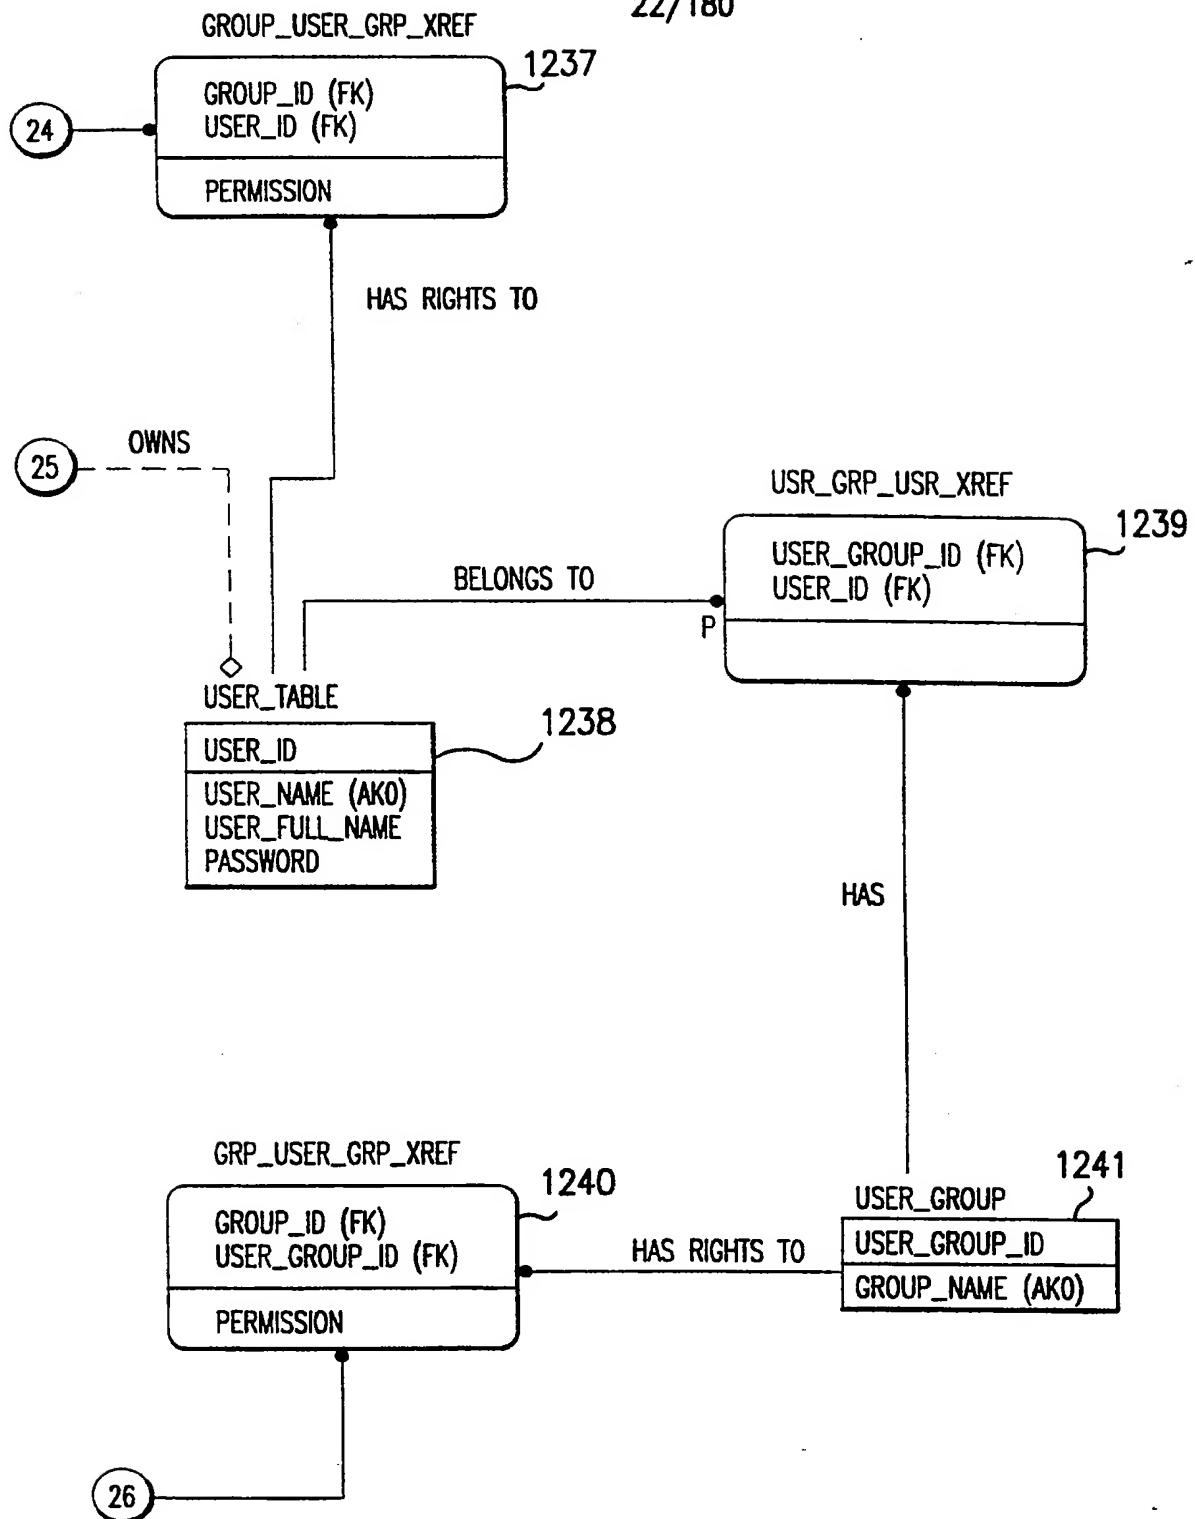 22/180
GROUP_USER_GRP_XREF
1237
GROUP_ID (FK)
USER_ID (FK)
24
PERMISSION
HAS RIGHTS TO
OWNS
25
USR_GRP_USR_XREF
1239
USER_GROUP_ID (FK)
USER_ID (FK)
BELONGS TO
P
USER_TABLE
1238
USER_ID
USER_NAME (AK0)
USER_FULL_NAME
PASSWORD
HAS
GRP_USER_GRP_XREF
1240
GROUP_ID (FK)
USER_GROUP_ID (FK)
PERMISSION
HAS RIGHTS TO
1241
USER_GROUP
USER_GROUP_ID
GROUP_NAME (AK0)
26